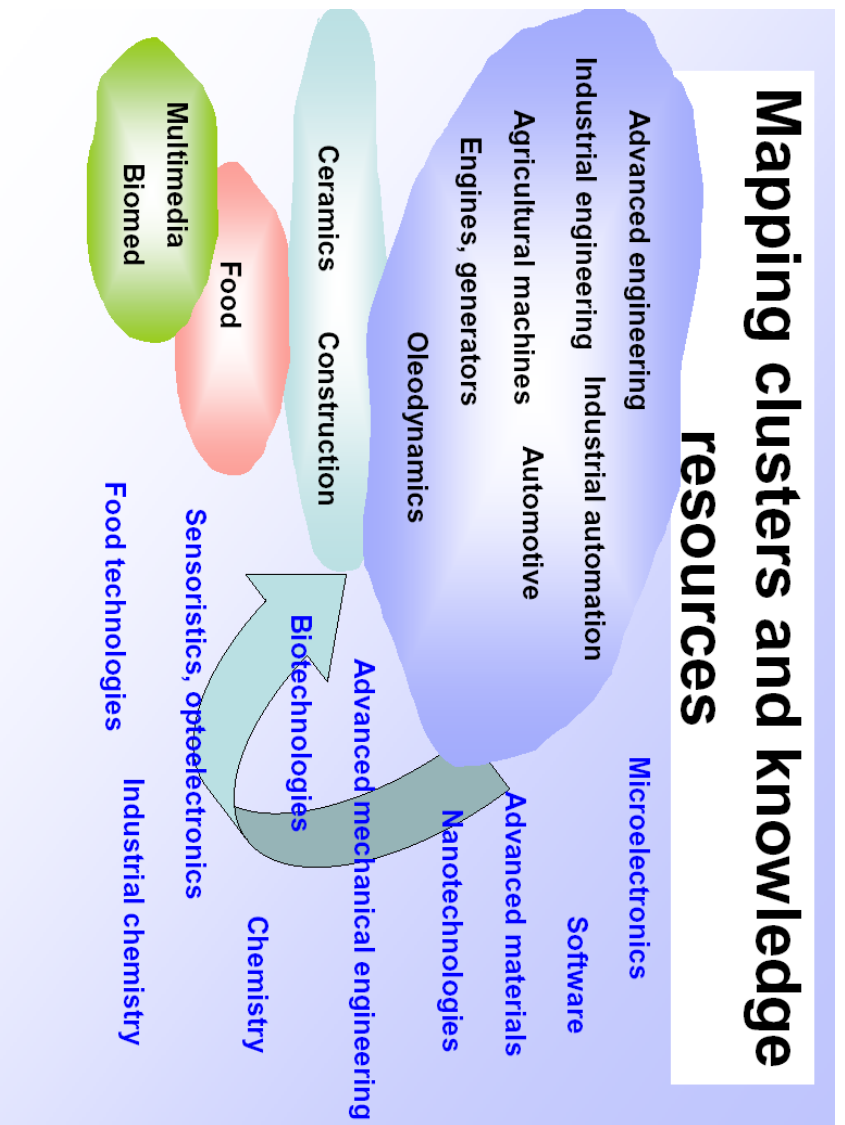 Mapping clusters and knowledge
resources
Advanced engineering
Microelectronics
Industrial engineering
Industrial automation
Software
Agricultural machines
Automotive
Advanced materials
Engines, generators
Nanotechnologies
Oleodynamics
Advanced mechanical engineering
Ceramics
Construction
Biotechnologies
Chemistry
Food
Sensoristics, optoelectronics
Multimedia
Biomed
Industrial chemistry
Food technologies